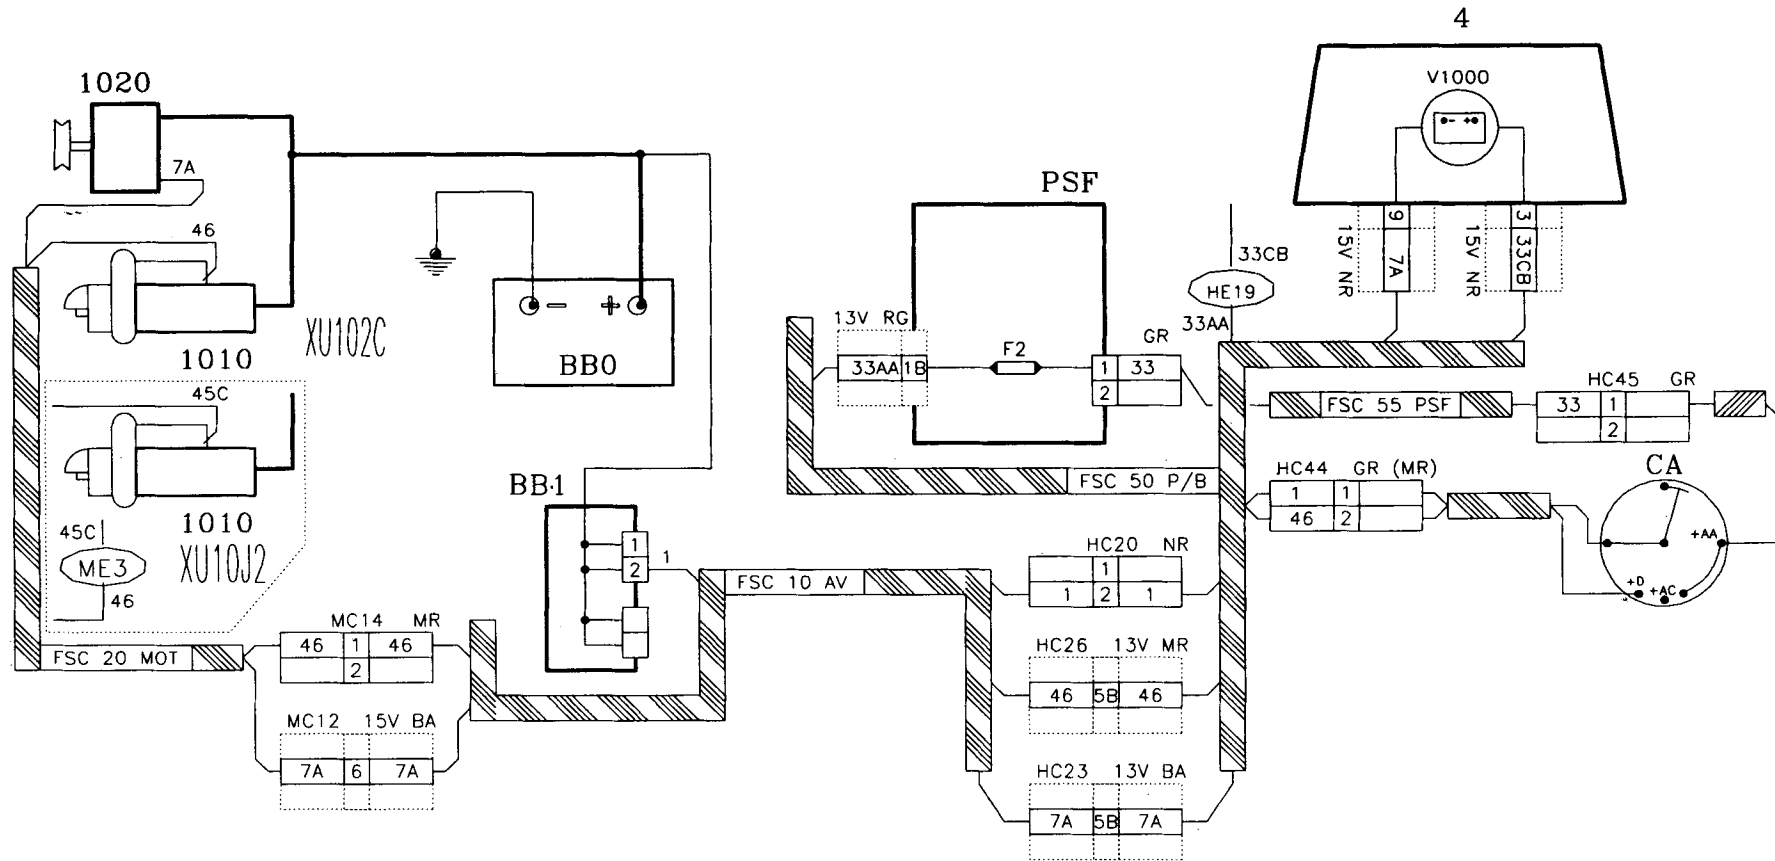 4
V1000
- +
1020
7A
46
1010
XU102C
45C
1010
XU10J2
45C
ME3
46
- +
BB0
PSF
13V RG
33AA 1B
F2
GR
1 33
2
33CB
HE19
33AA
15V NR
9 7A
15V NR
3 33CB
FSC 55 PSF
HC45 GR
33 1
2
FSC 50 P/B
HC44 GR (MR)
1 1
46 2
CA
+AA
+D
+AC
BB1
1
2
1
FSC 10 AV
HC20 NR
1
1 2 1
FSC 20 MOT
MC14 MR
46 1 46
2
HC26 13V MR
46 5B 46
MC12 15V BA
7A 6 7A
HC23 13V BA
7A 5B 7A